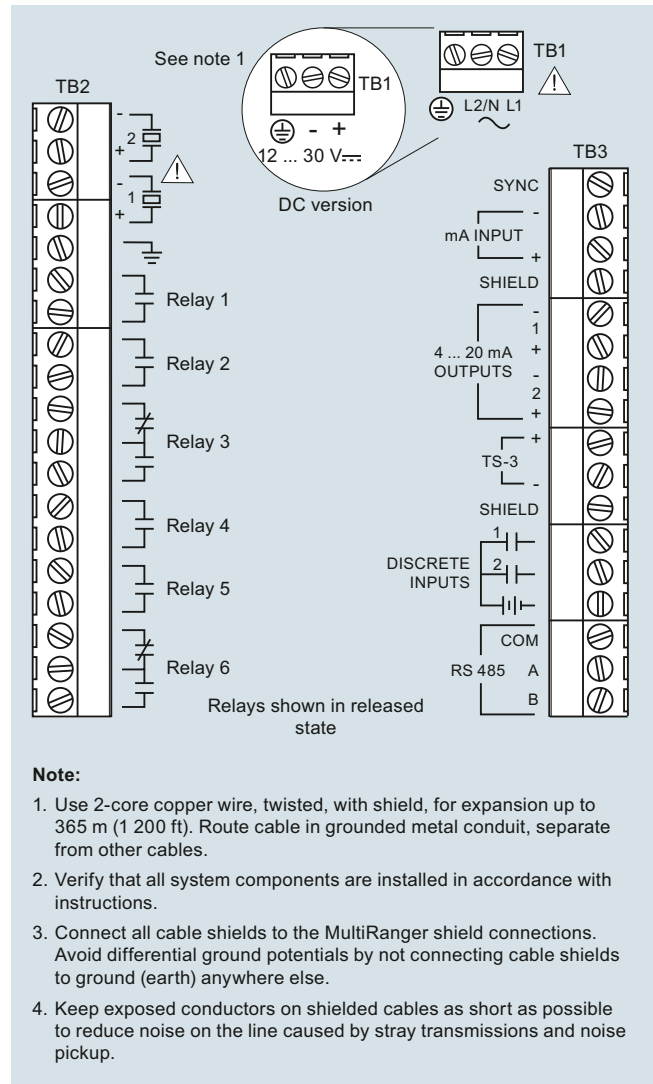 See note 1
TB1
TB1
L2/N L1
- +
12 ... 30 V
DC version
TB2
-
2
+
-
1
+
Relay 1
Relay 2
Relay 3
Relay 4
Relay 5
Relay 6
Relays shown in released
state
TB3
SYNC
-
mA INPUT
+
SHIELD
-
1
+
4 ... 20 mA
OUTPUTS
-
2
+
+
TS-3
-
SHIELD
1
DISCRETE
INPUTS
2
COM
RS 485 A
B
Note:
1. Use 2-core copper wire, twisted, with shield, for expansion up to
365 m (1 200 ft). Route cable in grounded metal conduit, separate
from other cables.
2. Verify that all system components are installed in accordance with
instructions.
3. Connect all cable shields to the MultiRanger shield connections.
Avoid differential ground potentials by not connecting cable shields
to ground (earth) anywhere else.
4. Keep exposed conductors on shielded cables as short as possible
to reduce noise on the line caused by stray transmissions and noise
pickup.